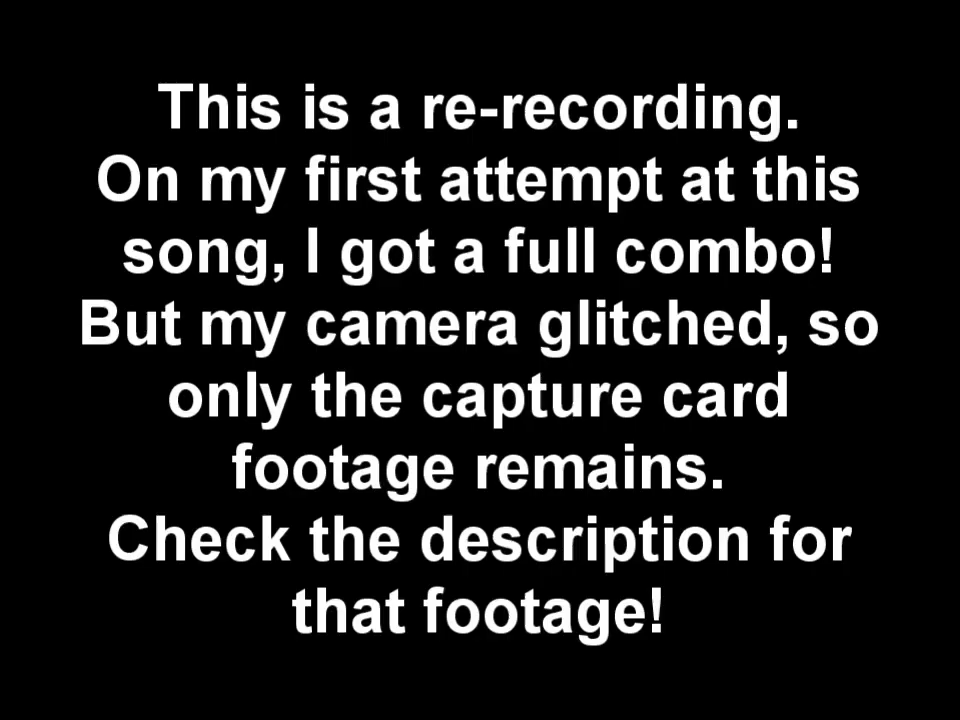 This is a re-recording.
On my first attempt at this
song, I got a full combo!
But my camera glitched, so
only the capture card
footage remains.
Check the description for
that footage!